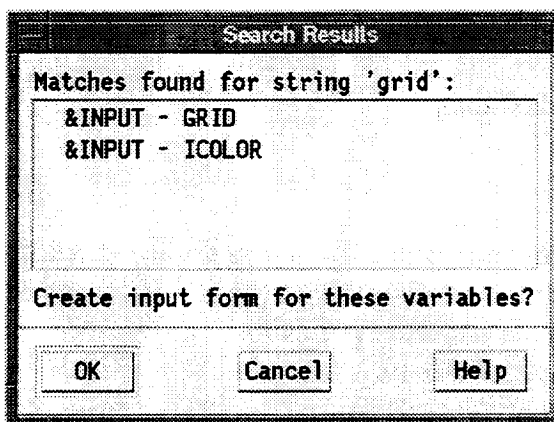 Search Results
Matches found for string 'grid':
&INPUT - GRID
&INPUT - ICOLOR
Create input form for these variables?
OK Cancel Help